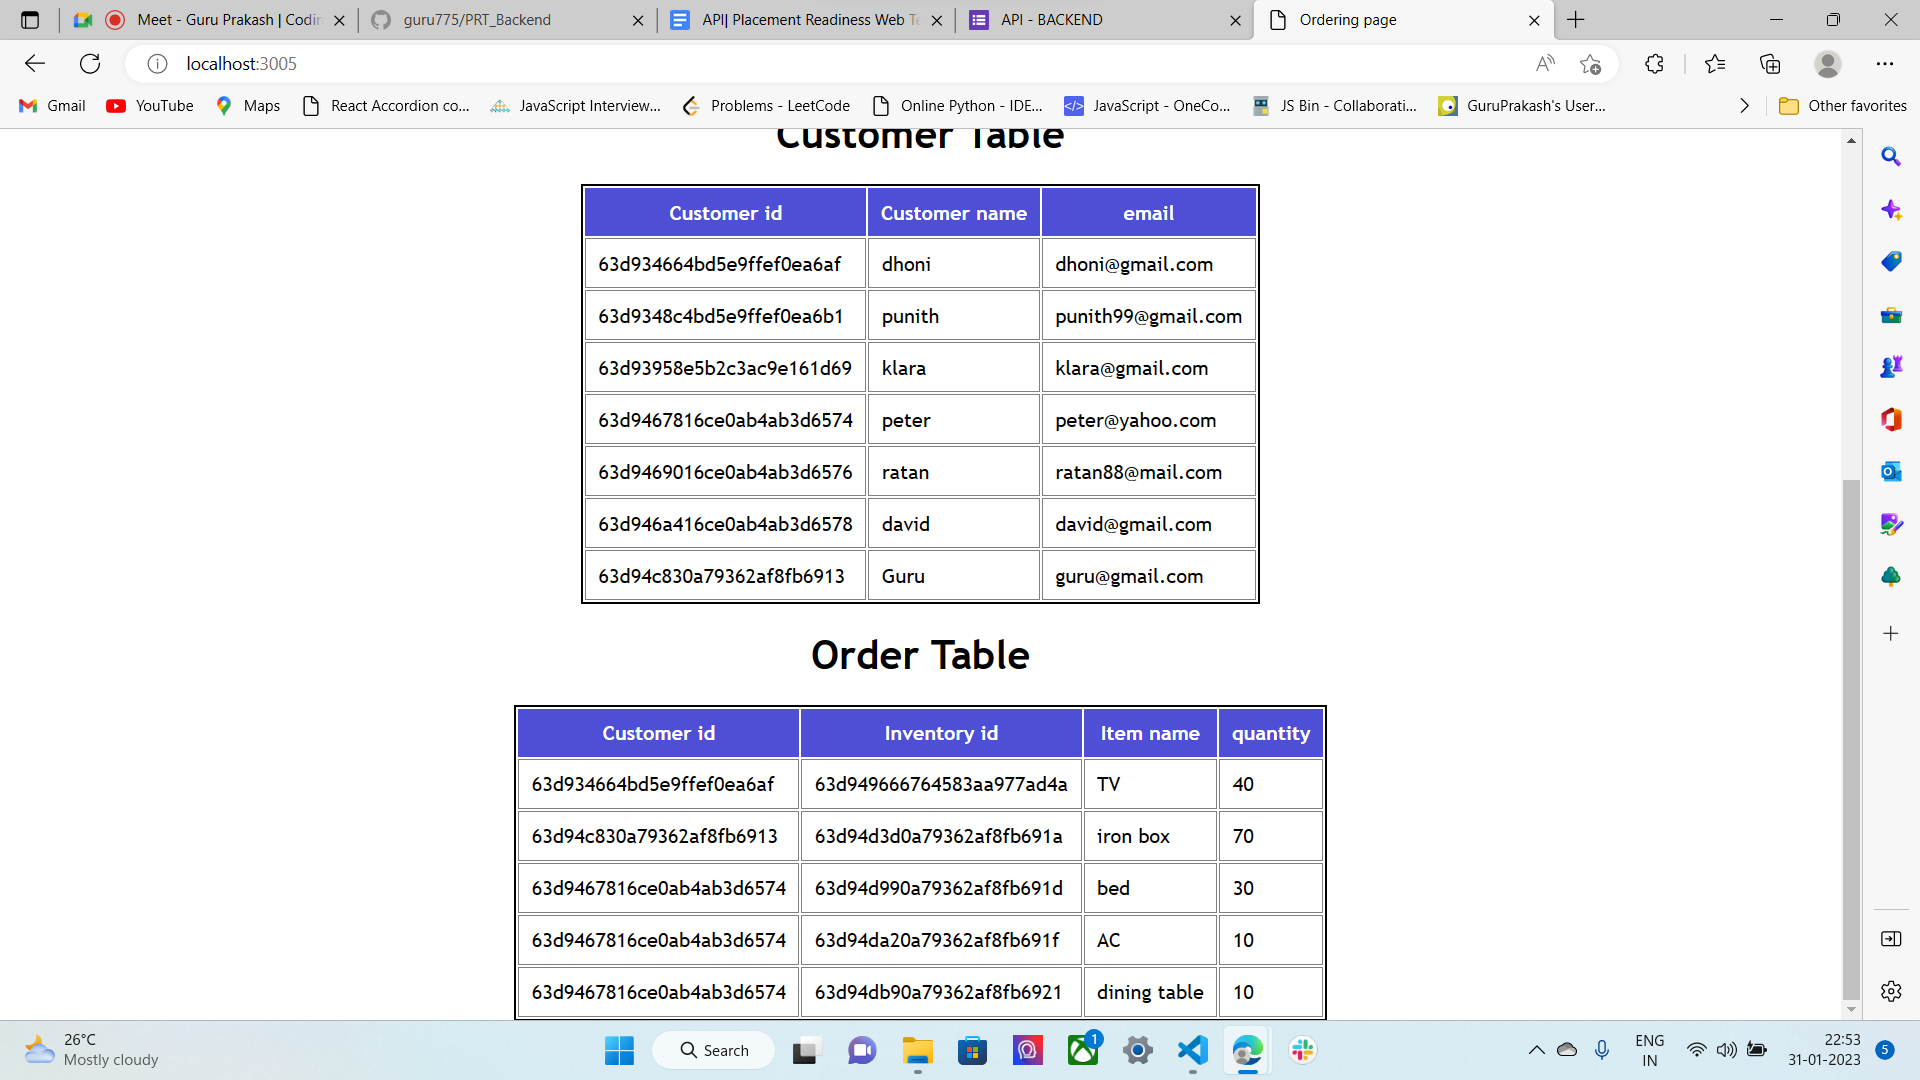 Meet - Guru Prakash | Codin
guru775/PRT_Backend
API| Placement Readiness Web Te
API - BACKEND
Ordering page
localhost:3005
Gmail
YouTube
Maps
React Accordion co...
JavaScript Interview...
Problems - LeetCode
Online Python - IDE...
JavaScript - OneCo...
JS Bin - Collaborati...
GuruPrakash's User...
Other favorites
Customer Table
Customer id Customer name email
63d934664bd5e9ffef0ea6af dhoni dhoni@gmail.com
63d9348c4bd5e9ffef0ea6b1 punith punith99@gmail.com
63d93958e5b2c3ac9e161d69 klara klara@gmail.com
63d9467816ce0ab4ab3d6574 peter peter@yahoo.com
63d9469016ce0ab4ab3d6576 ratan ratan88@mail.com
63d946a416ce0ab4ab3d6578 david david@gmail.com
63d94c830a79362af8fb6913 Guru guru@gmail.com
Order Table
Customer id Inventory id Item name quantity
63d934664bd5e9ffef0ea6af 63d949666764583aa977ad4a TV 40
63d94c830a79362af8fb6913 63d94d3d0a79362af8fb691a iron box 70
63d9467816ce0ab4ab3d6574 63d94d990a79362af8fb691d bed 30
63d9467816ce0ab4ab3d6574 63d94da20a79362af8fb691f AC 10
63d9467816ce0ab4ab3d6574 63d94db90a79362af8fb6921 dining table 10
26°C
Mostly cloudy
Search
1
ENG
IN
22:53
31-01-2023
5